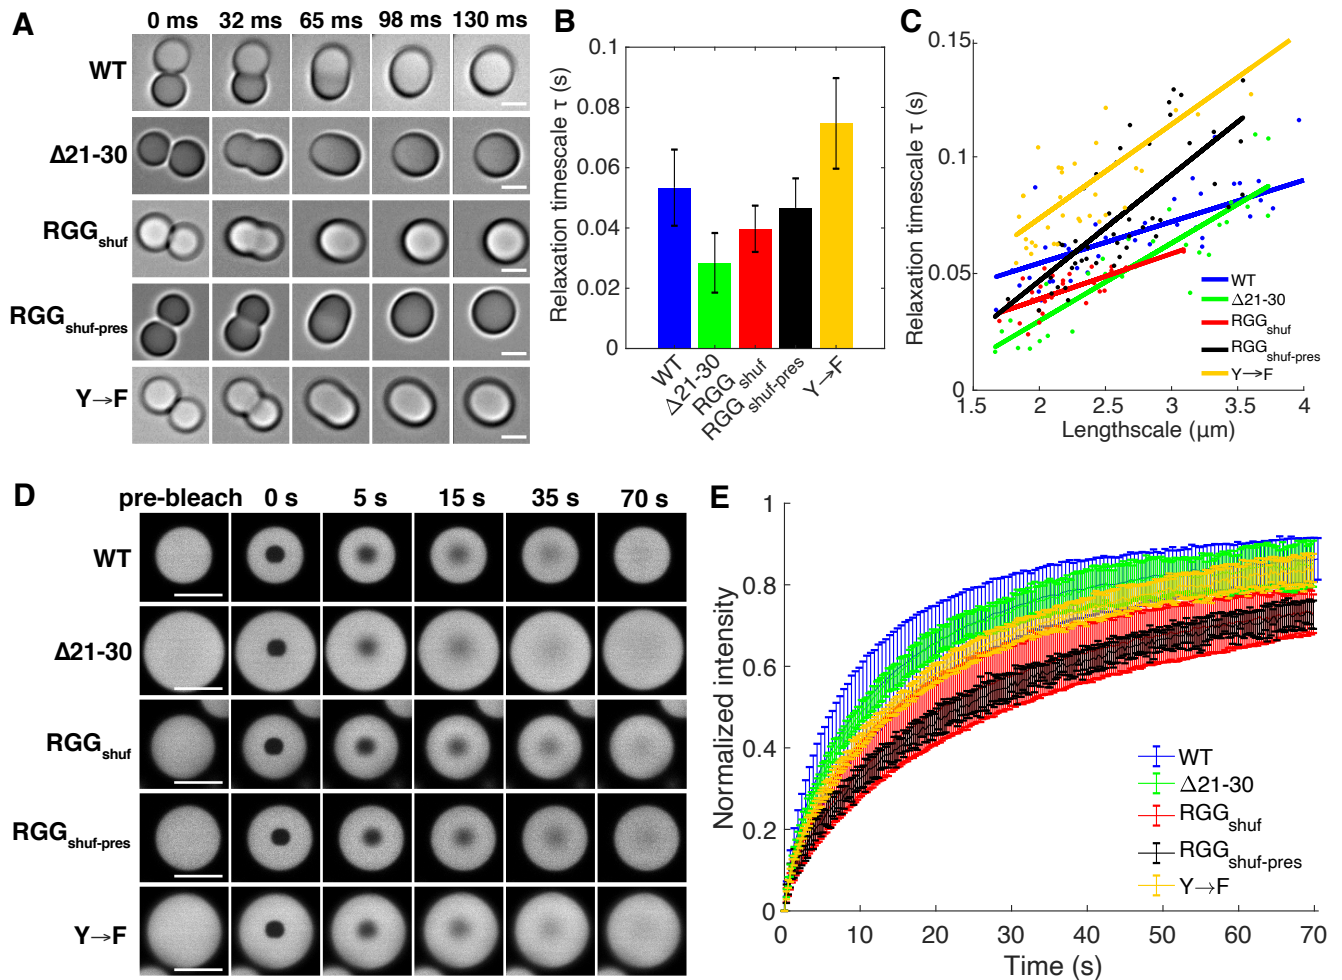 A
0 ms 32 ms 65 ms 98 ms 130 ms
WT
Δ21-30
RGGshuf
RGGshuf-pres
Y→F
B
0.1
0.08
0.06
0.04
0.02
0
Relaxation timescale τ (s)
WT
Δ21-30
RGGshuf
RGGshuf-pres
Y→F
C
0.15
0.1
0.05
0
Relaxation timescale τ (s)
WT
Δ21-30
RGGshuf
RGGshuf-pres
Y→F
1.5 2 2.5 3 3.5 4
Lengthscale (μm)
D
pre-bleach 0 s 5 s 15 s 35 s 70 s
WT
Δ21-30
RGGshuf
RGGshuf-pres
Y→F
E
1
0.8
0.6
0.4
0.2
0
Normalized intensity
WT
Δ21-30
RGGshuf
RGGshuf-pres
Y→F
0 10 20 30 40 50 60 70
Time (s)